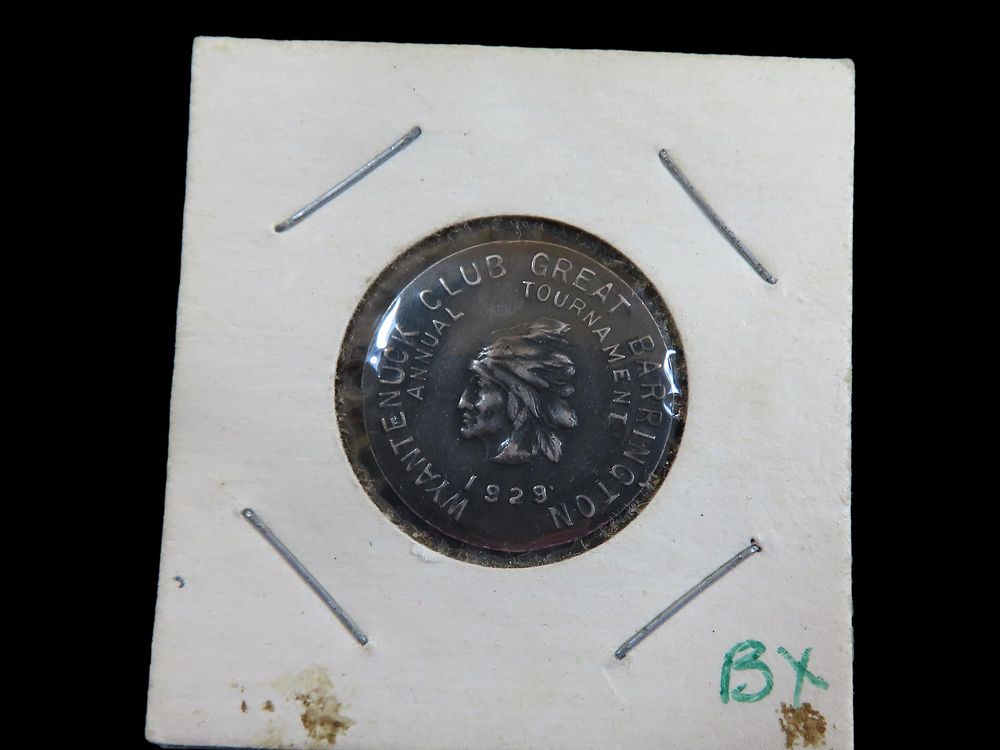 WYANTENUCK CLUB GREAT BARRINGTON
ANNUAL TOURNAMENT
1929
BX